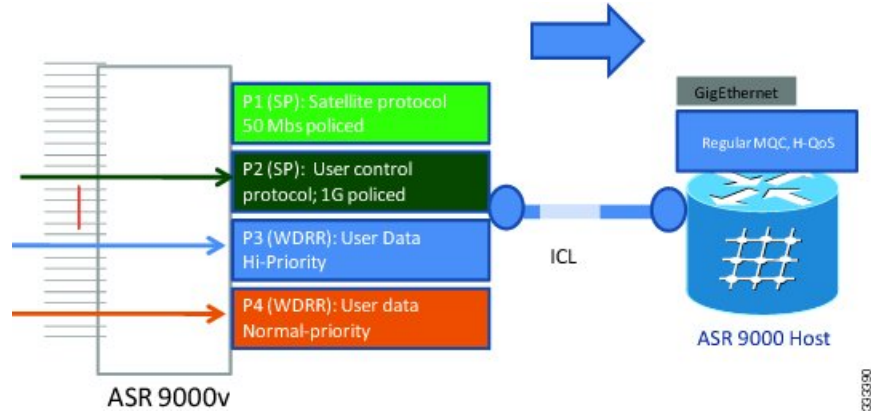 P1 (SP): Satellite protocol
50 Mbs policed
P2 (SP): User control
protocol; 1G policed
P3 (WDRR): User Data
Hi-Priority
P4 (WDRR): User data
Normal-priority
ASR 9000v
ICL
GigEthernet
Regular MQC, H-QoS
ASR 9000 Host
333390